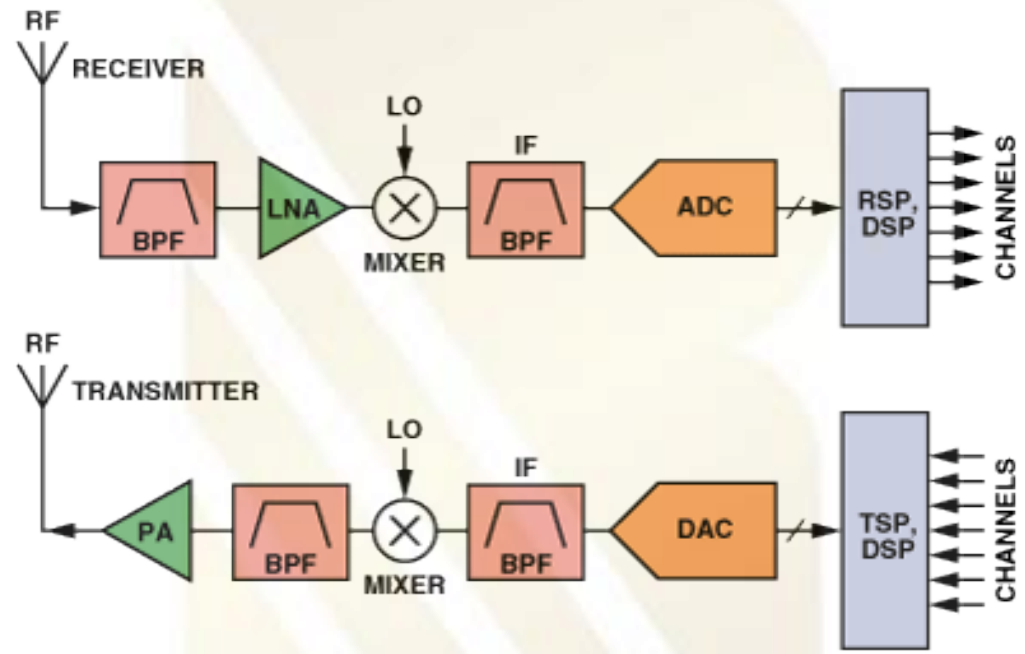 RF
RECEIVER
LO
IF
BPF
LNA
MIXER
BPF
ADC
RSP,
DSP
CHANNELS
RF
TRANSMITTER
LO
IF
PA
BPF
MIXER
BPF
DAC
TSP,
DSP
CHANNELS